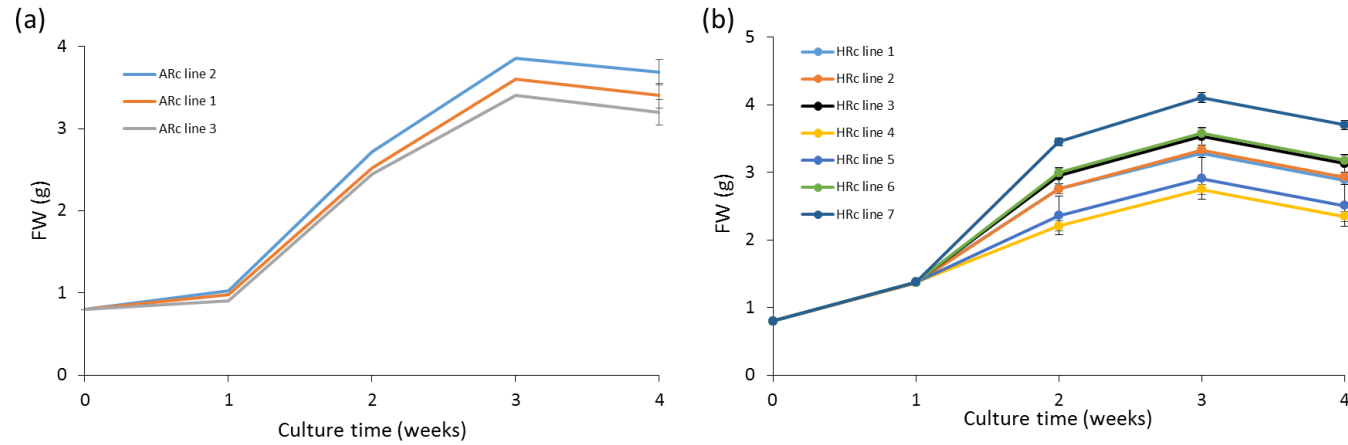 (a)
4
3
2
1
0
FW (g)
ARc line 2
ARc line 1
ARc line 3
0 1 2 3 4
Culture time (weeks)
(b)
5
4
3
2
1
0
FW (g)
HRc line 1
HRc line 2
HRc line 3
HRc line 4
HRc line 5
HRc line 6
HRc line 7
0 1 2 3 4
Culture time (weeks)